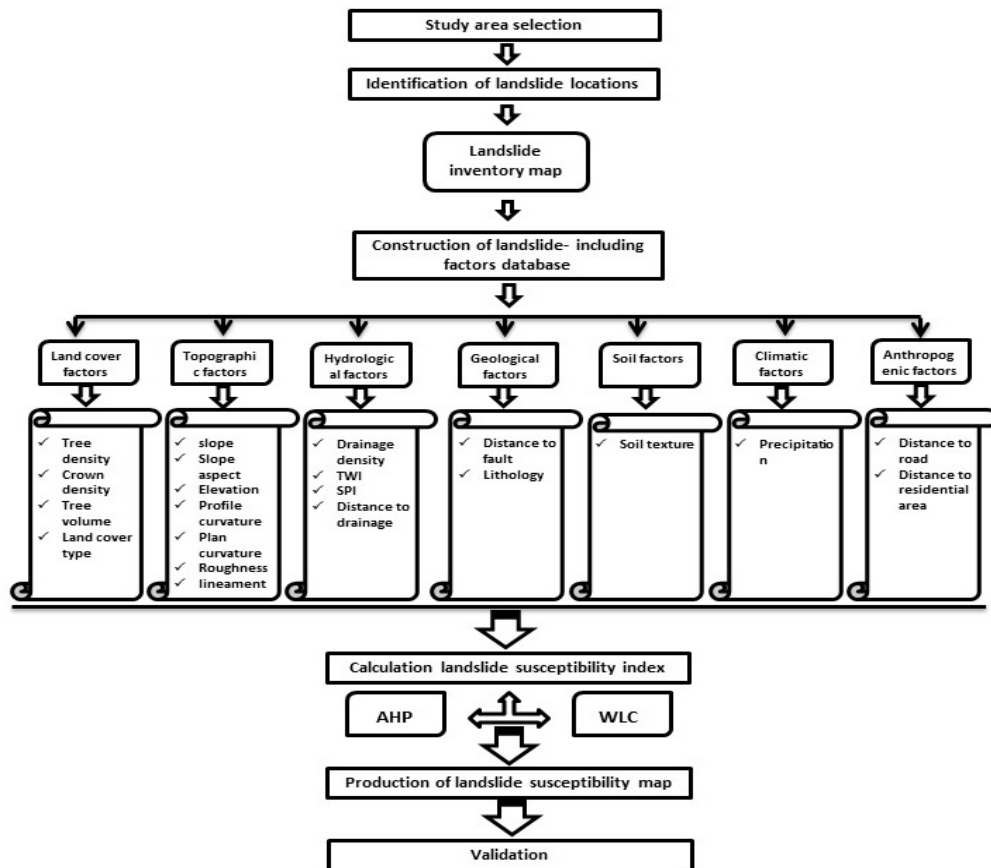 Study area selection
Identification of landslide locations
Landslide
inventory map
Construction of landslide- including
factors database
Land cover
factors
Topographi
c factors
Hydrologic
al factors
Geological
factors
Soil factors
Climatic
factors
Anthropog
enic factors
✓ Tree
density
✓ Crown
density
✓ Tree
volume
✓ Land cover
type
✓ slope
✓ Slope
aspect
✓ Elevation
✓ Profile
curvature
✓ Plan
curvature
✓ Roughness
✓ lineament
✓ Drainage
density
✓ TWI
✓ SPI
✓ Distance to
drainage
✓ Distance to
fault
✓ Lithology
✓ Soil texture
✓ Precipitatio
n
✓ Distance to
road
✓ Distance to
residential
area
Calculation landslide susceptibility index
AHP
WLC
Production of landslide susceptibility map
Validation